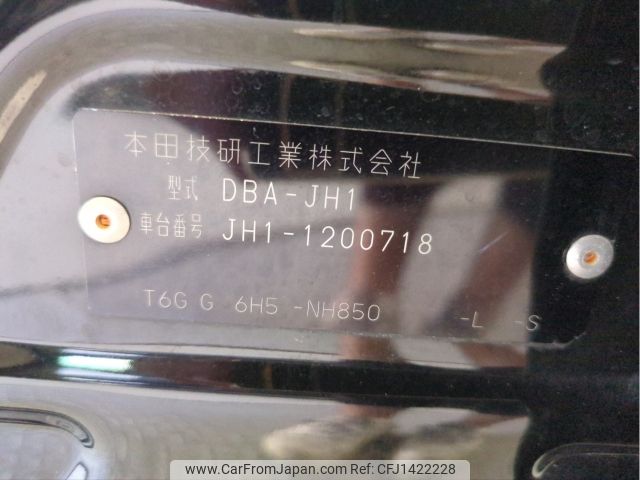 本田技研工業株式会社
型式 DBA-JH1
車台番号 JH1-1200718
T6G G 6H5 -NH850 -L -S
www.CarFromJapan.com | Ref No: CFJ1422228